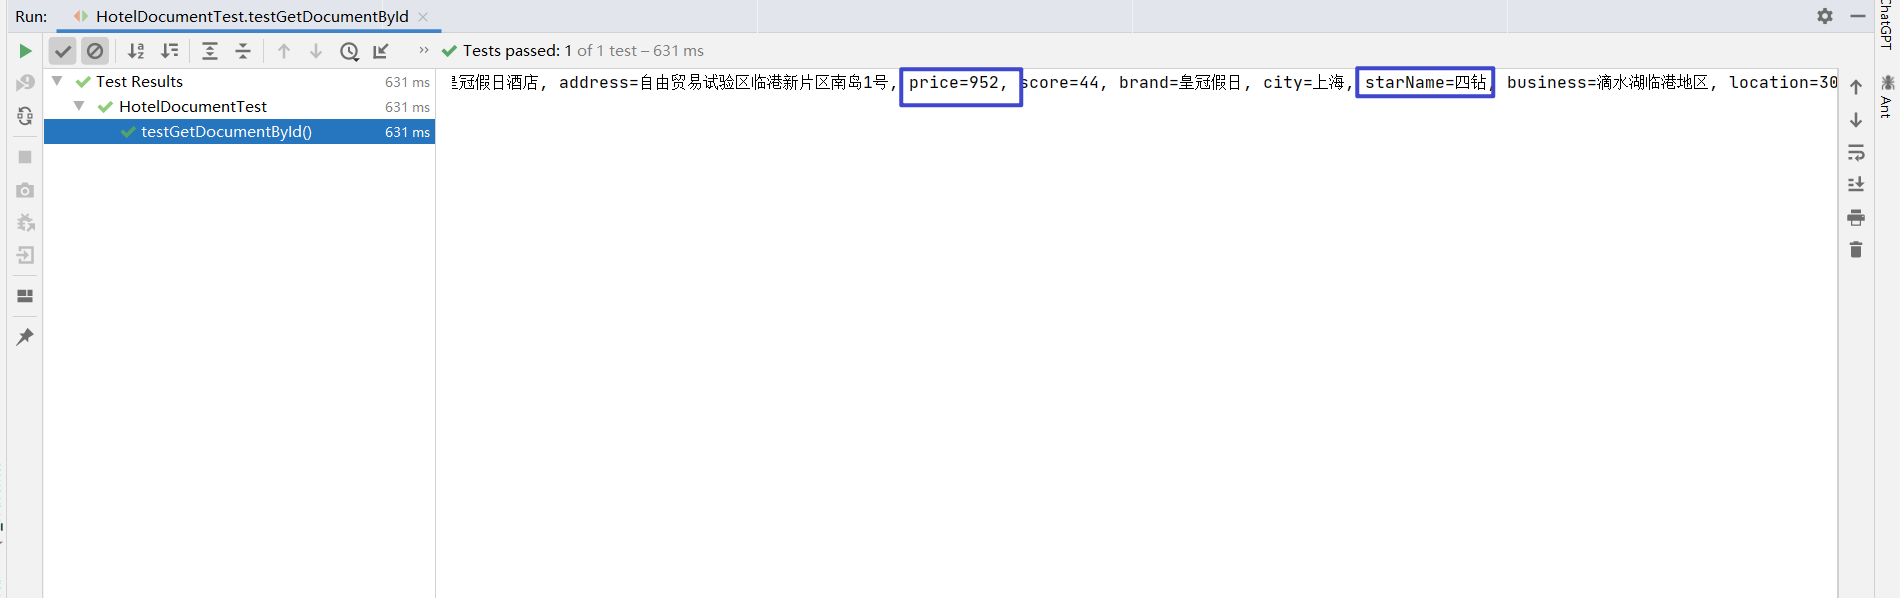 Run: HotelDocumentTest.testGetDocumentById
Tests passed: 1 of 1 test – 631 ms
Test Results 631 ms
HotelDocumentTest 631 ms
testGetDocumentById() 631 ms
冠假日酒店, address=自由贸易试验区临港新片区南岛1号, price=952, score=44, brand=皇冠假日, city=上海, starName=四钻, business=滴水湖临港地区, location=30
ChatGPT
Ant